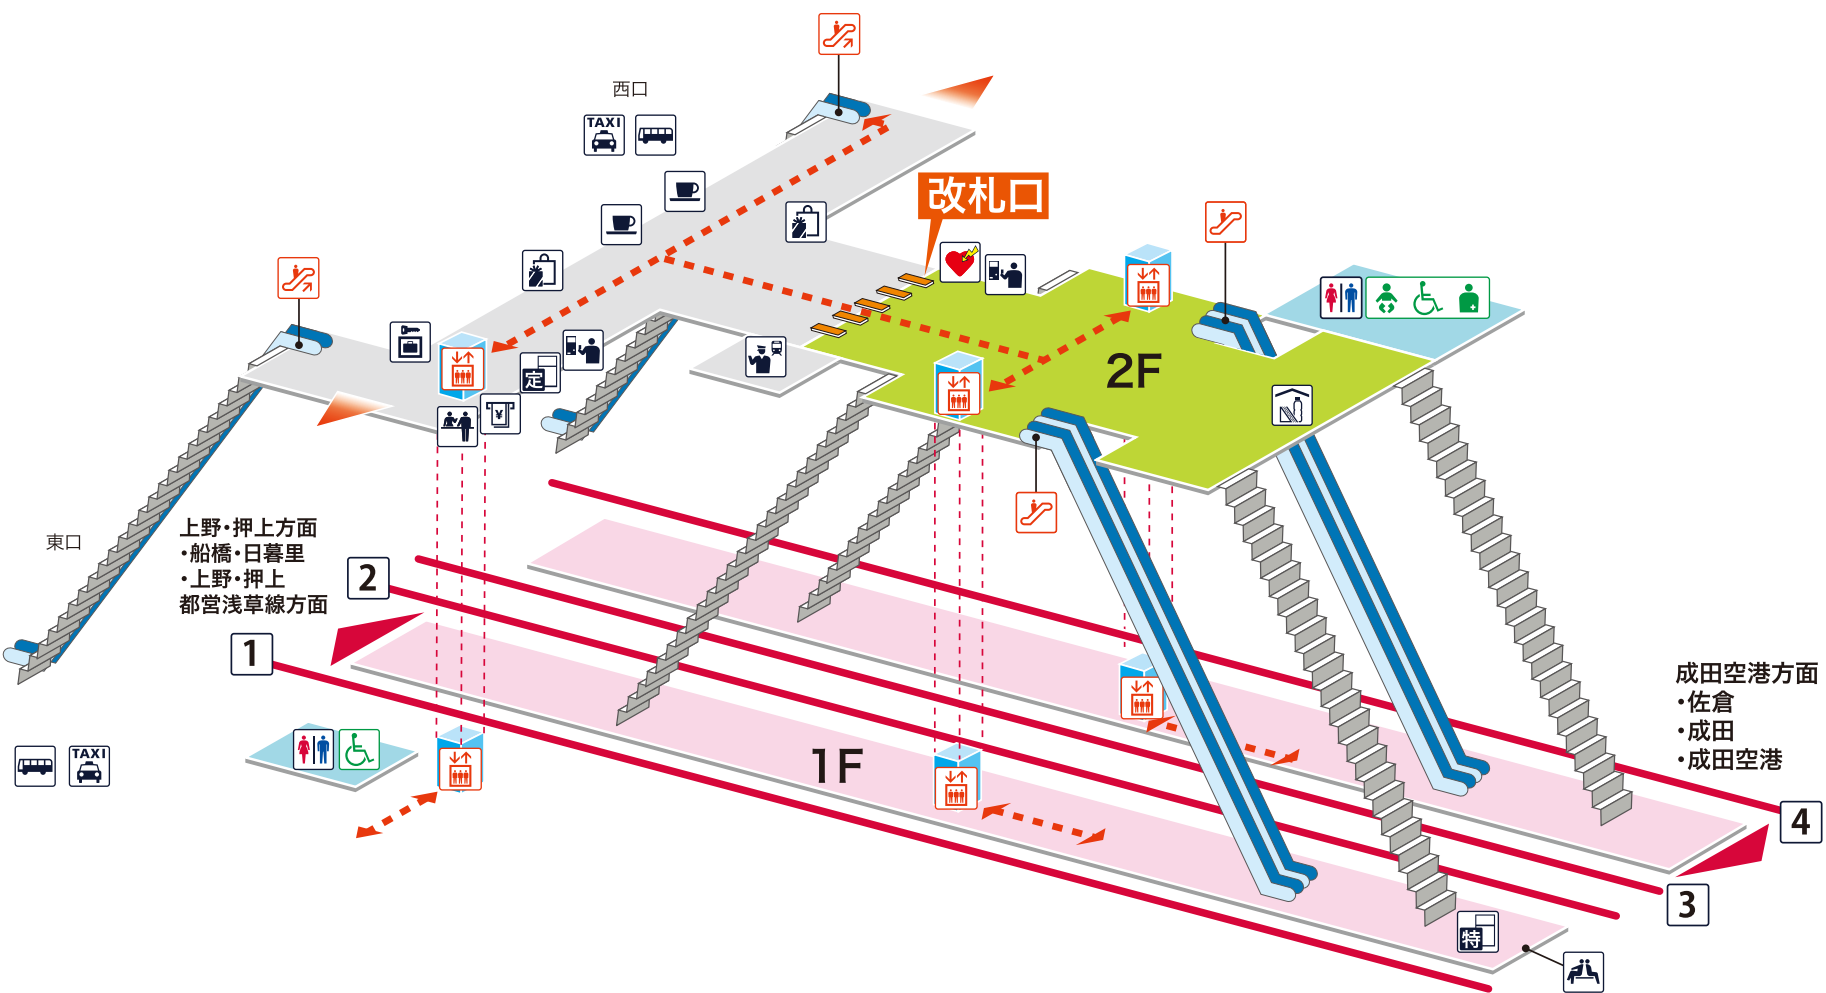 西口
TAXI
改札口
2F
定
¥
東口
上野・押上方面
・船橋・日暮里
・上野・押上
都営浅草線方面
2
1
1F
TAXI
成田空港方面
・佐倉
・成田
・成田空港
4
3
特